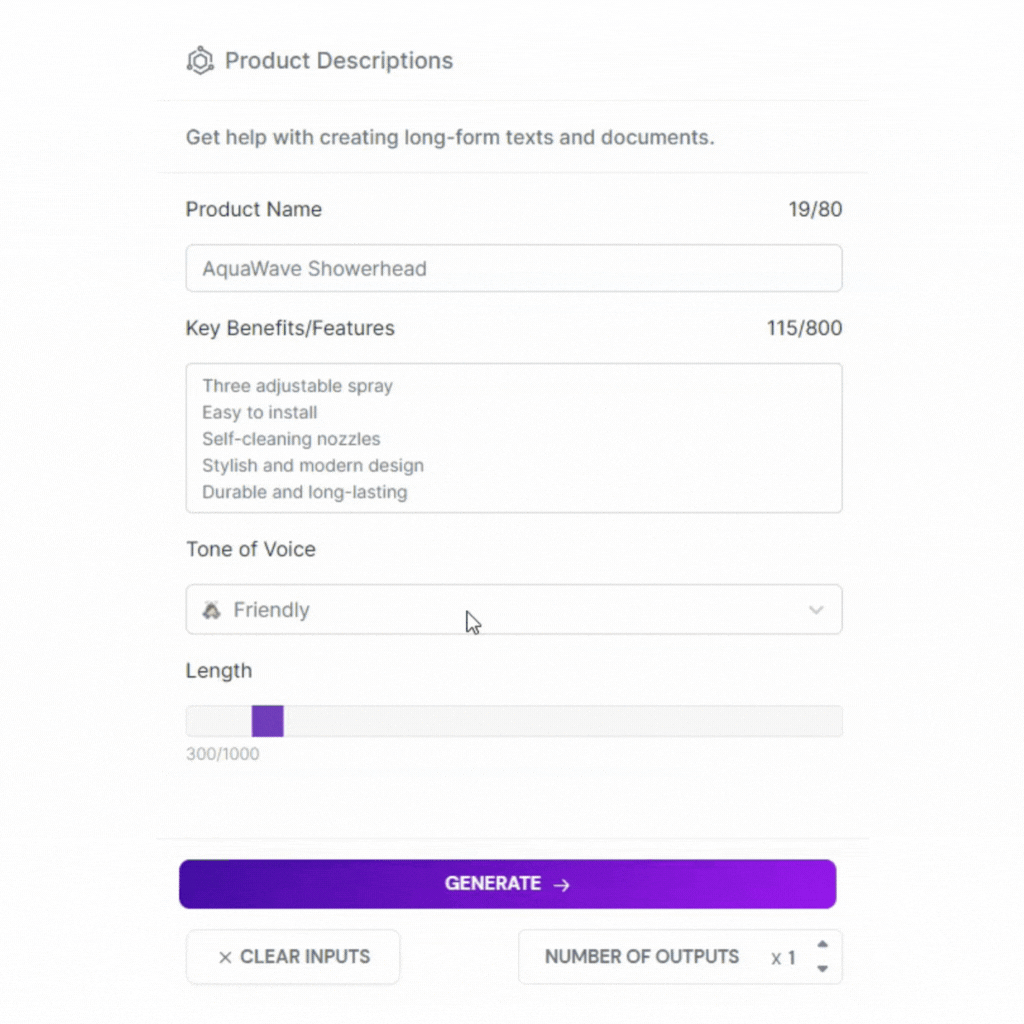 Product Descriptions
Get help with creating long-form texts and documents.
Product Name 19/80
AquaWave Showerhead
Key Benefits/Features 115/800
Three adjustable spray
Easy to install
Self-cleaning nozzles
Stylish and modern design
Durable and long-lasting
Tone of Voice
Friendly
Length
300/1000
GENERATE →
× CLEAR INPUTS NUMBER OF OUTPUTS x 1